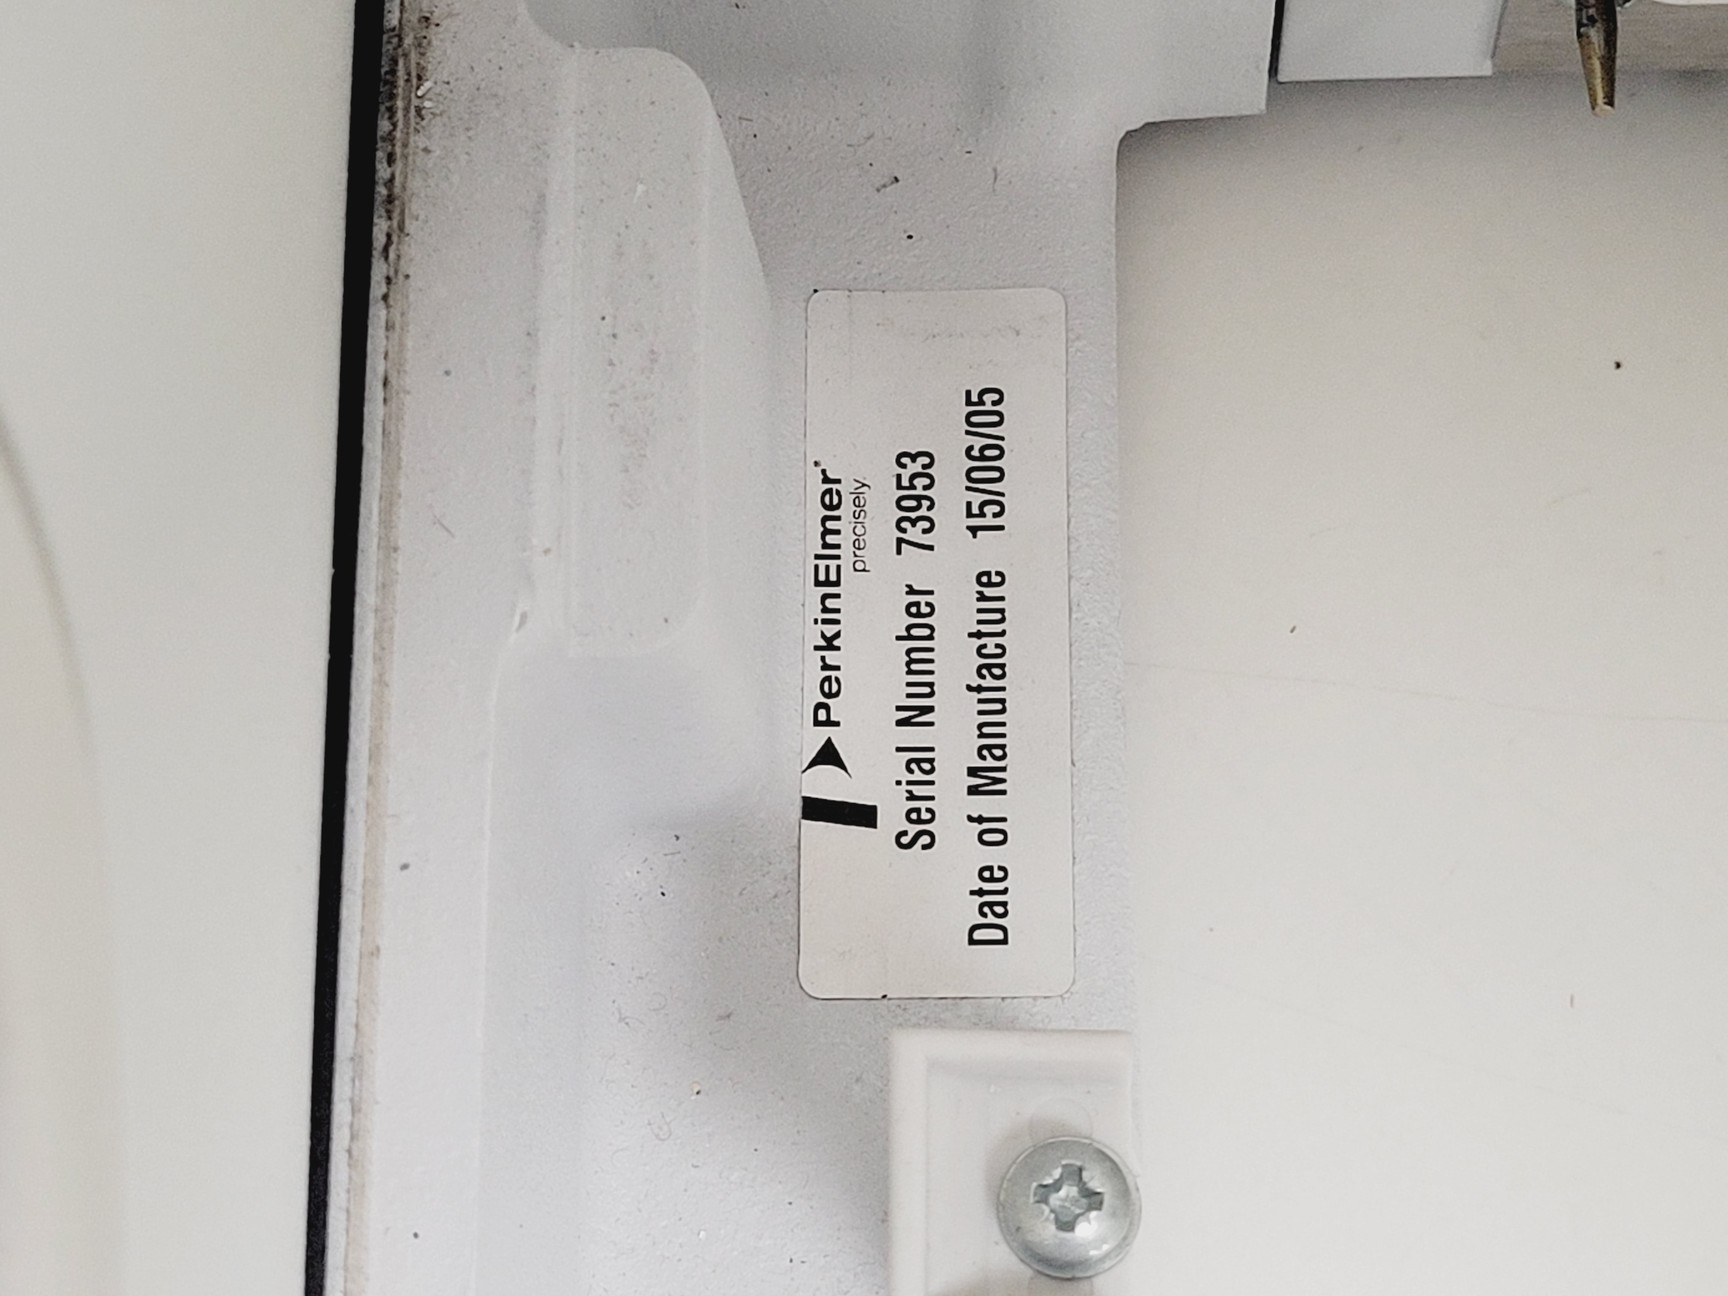 PerkinElmer
precisely
Serial Number 73953
Date of Manufacture 15/06/05